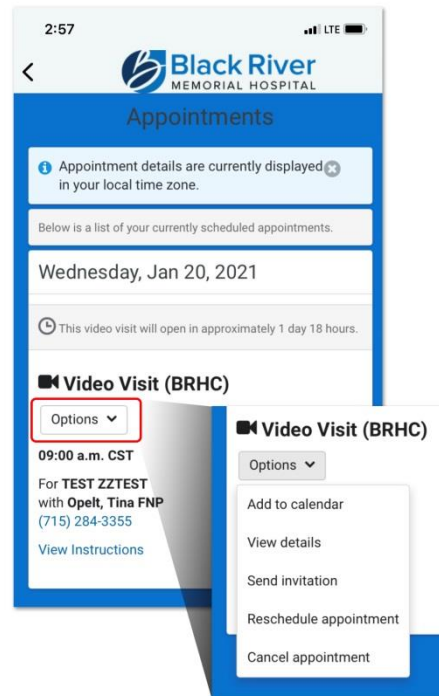 2:57
LTE
Black River
MEMORIAL HOSPITAL
Appointments
Appointment details are currently displayed
in your local time zone.
Below is a list of your currently scheduled appointments.
Wednesday, Jan 20, 2021
This video visit will open in approximately 1 day 18 hours.
Video Visit (BRHC)
Options
09:00 a.m. CST
For TEST ZZTEST
with Opelt, Tina FNP
(715) 284-3355
View Instructions
Video Visit (BRHC)
Options
Add to calendar
View details
Send invitation
Reschedule appointment
Cancel appointment